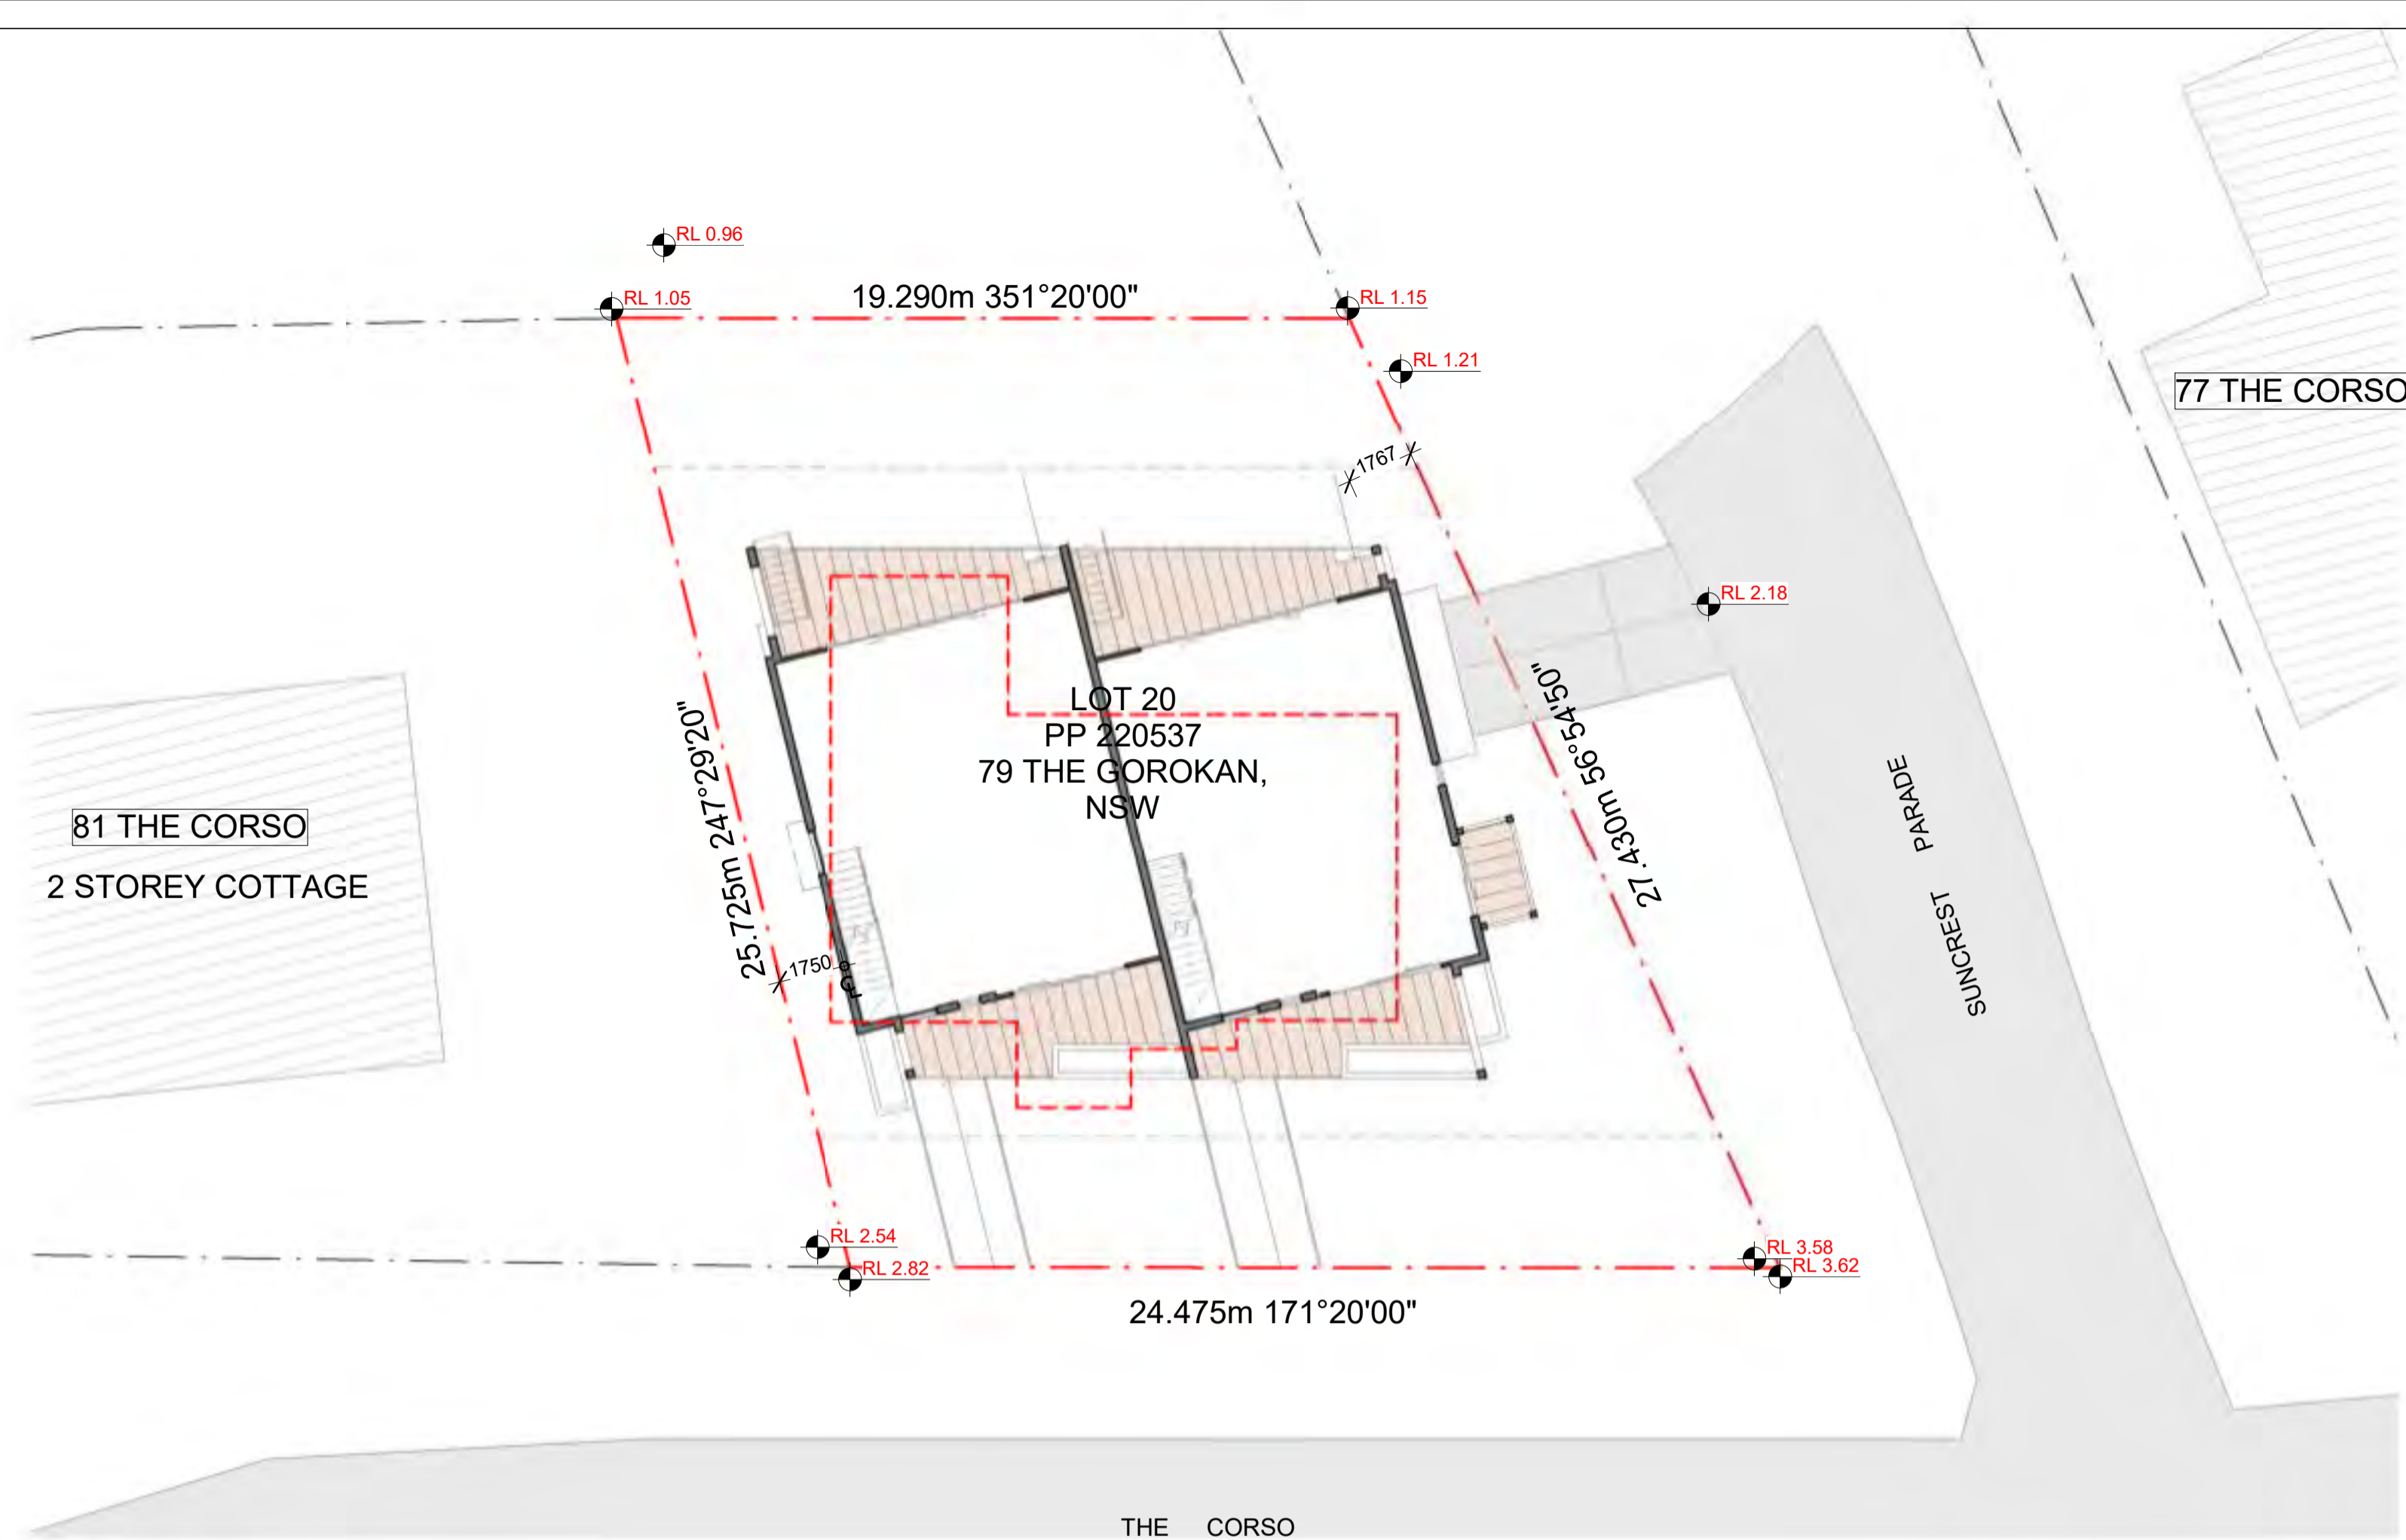 RL 0.96
RL 1.05
19.290m 351°20'00"
RL 1.15
RL 1.21
77 THE CORSO
1767
RL 2.18
LOT 20
PP 220537
79 THE GOROKAN,
NSW
25.725m 247°29'20"
27.430m 56°54'50"
SUNCREST PARADE
81 THE CORSO
2 STOREY COTTAGE
1750
RL 2.54
RL 2.82
RL 3.58
RL 3.62
24.475m 171°20'00"
THE CORSO